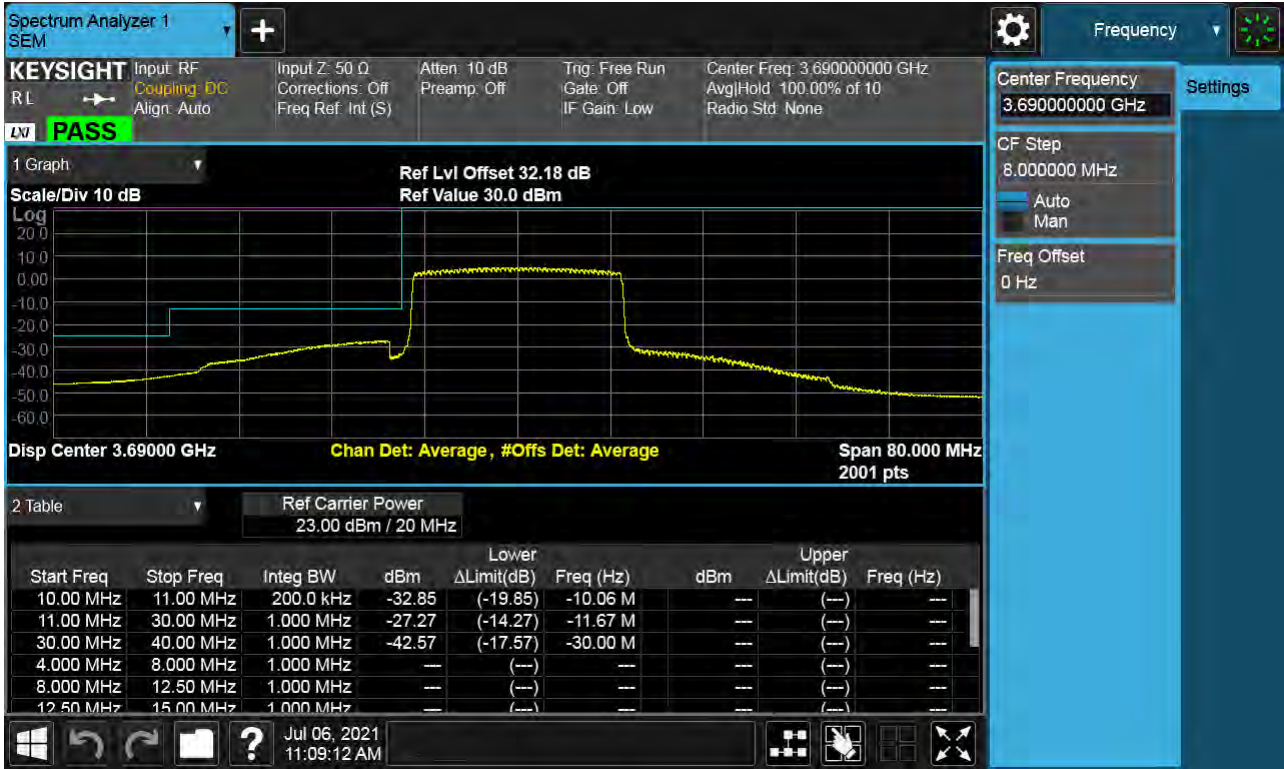 Spectrum Analyzer 1
SEM
Frequency
KEYSIGHT
RL
LXI
PASS
Input: RF
Coupling: DC
Align: Auto
Input Z: 50 Ω
Corrections: Off
Freq Ref: Int (S)
Atten: 10 dB
Preamp: Off
Trig: Free Run
Gate: Off
IF Gain: Low
Center Freq: 3.690000000 GHz
Avg|Hold: 100.00% of 10
Radio Std: None
Center Frequency
3.690000000 GHz
Settings
CF Step
8.000000 MHz
Auto
Man
Freq Offset
0 Hz
1 Graph
Scale/Div 10 dB
Ref Lvl Offset 32.18 dB
Ref Value 30.0 dBm
Log
20.0
10.0
0.00
-10.0
-20.0
-30.0
-40.0
-50.0
-60.0
Disp Center 3.69000 GHz
Chan Det: Average , #Offs Det: Average
Span 80.000 MHz
2001 pts
2 Table
Ref Carrier Power
23.00 dBm / 20 MHz
Lower Upper
Start Freq Stop Freq Integ BW dBm ΔLimit(dB) Freq (Hz) dBm ΔLimit(dB) Freq (Hz)
10.00 MHz 11.00 MHz 200.0 kHz -32.85 (-19.85) -10.06 M --- (---) ---
11.00 MHz 30.00 MHz 1.000 MHz -27.27 (-14.27) -11.67 M --- (---) ---
30.00 MHz 40.00 MHz 1.000 MHz -42.57 (-17.57) -30.00 M --- (---) ---
4.000 MHz 8.000 MHz 1.000 MHz --- (---) --- --- (---) ---
8.000 MHz 12.50 MHz 1.000 MHz --- (---) --- --- (---) ---
12.50 MHz 15.00 MHz 1.000 MHz --- (---) --- --- (---) ---
?
Jul 06, 2021
11:09:12 AM